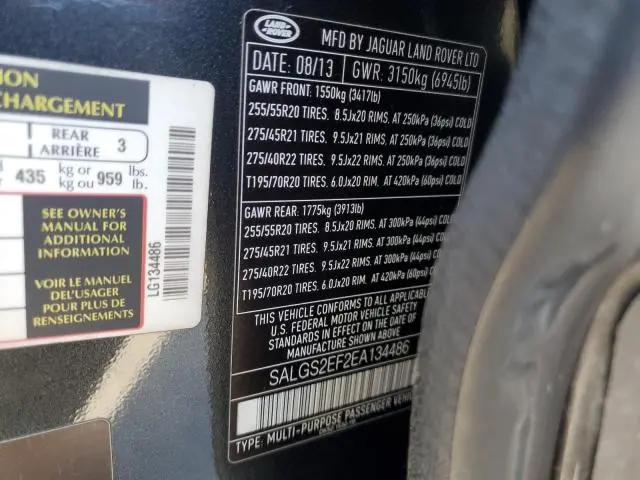 ION
CHARGEMENT
REAR
ARRIÈRE 3
435 kg or kg ou 959 lbs. lb.
SEE OWNER'S
MANUAL FOR
ADDITIONAL
INFORMATION
VOIR LE MANUEL
DE L'USAGER
POUR PLUS DE
RENSEIGNEMENTS
LG134486
LAND
ROVER
MFD BY JAGUAR LAND ROVER LTD
DATE: 08/13 GWR: 3150kg (6945lb)
GAWR FRONT: 1550kg (3417lb)
255/55R20 TIRES, 8.5Jx20 RIMS, AT 250kPa (36psi) COLD
275/45R21 TIRES, 9.5Jx21 RIMS, AT 250kPa (36psi) COLD
275/40R22 TIRES, 9.5Jx22 RIMS, AT 250kPa (36psi) COLD
T195/70R20 TIRES, 6.0Jx20 RIM, AT 420kPa (60psi) COLD
GAWR REAR: 1775kg (3913lb)
255/55R20 TIRES, 8.5Jx20 RIMS, AT 300kPa (44psi) COLD
275/45R21 TIRES, 9.5Jx21 RIMS, AT 300kPa (44psi) COLD
275/40R22 TIRES, 9.5Jx22 RIMS, AT 300kPa (44psi) COLD
T195/70R20 TIRES, 6.0Jx20 RIM, AT 420kPa (60psi) COLD
THIS VEHICLE CONFORMS TO ALL APPLICABLE
U.S. FEDERAL MOTOR VEHICLE SAFETY
STANDARDS IN EFFECT ON THE DATE OF
MANUFACTURE SHOWN ABOVE
SALGS2EF2EA134486
TYPE: MULTI-PURPOSE PASSENGER VEHIC